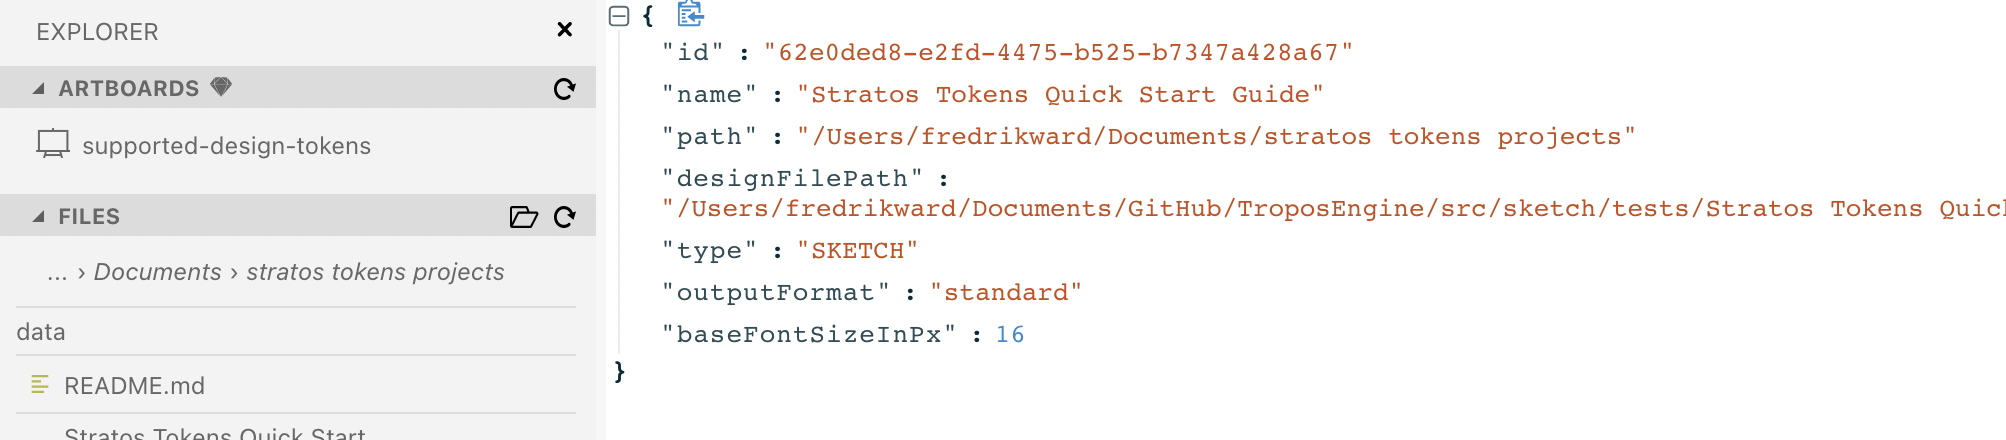 EXPLORER
ARTBOARDS
supported-design-tokens
FILES
... › Documents › stratos tokens projects
data
README.md
Stratos Tokens Quick Start
{
"id" : "62e0ded8-e2fd-4475-b525-b7347a428a67"
"name" : "Stratos Tokens Quick Start Guide"
"path" : "/Users/fredrikward/Documents/stratos tokens projects"
"designFilePath" :
"/Users/fredrikward/Documents/GitHub/TroposEngine/src/sketch/tests/Stratos Tokens Quick
"type" : "SKETCH"
"outputFormat" : "standard"
"baseFontSizeInPx" : 16
}